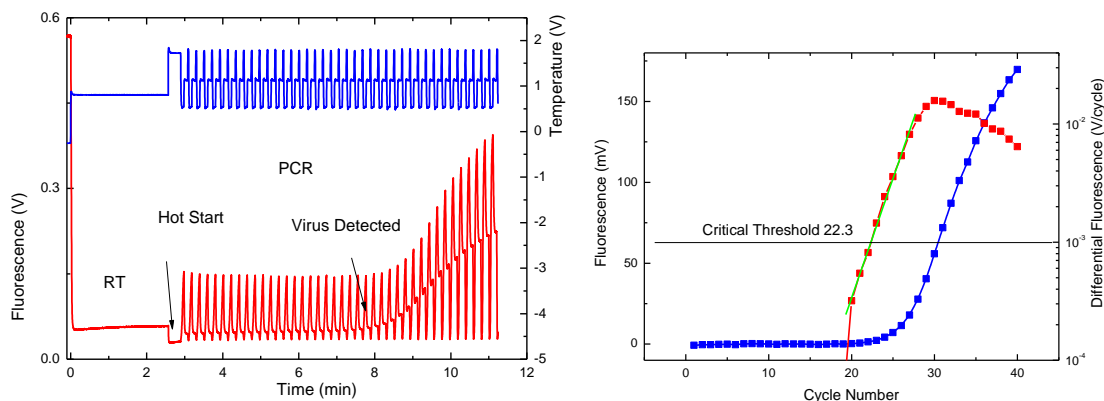 0.6
0.3
0.0
Fluorescence (V)
2
1
0
-1
-2
-3
-4
-5
Temperature (V)
PCR
Hot Start
Virus Detected
RT
0 2 4 6 8 10 12
Time (min)
150
100
50
0
Fluorescence (mV)
Critical Threshold 22.3
10⁻²
10⁻³
10⁻⁴
Differential Fluorescence (V/cycle)
0 10 20 30 40
Cycle Number